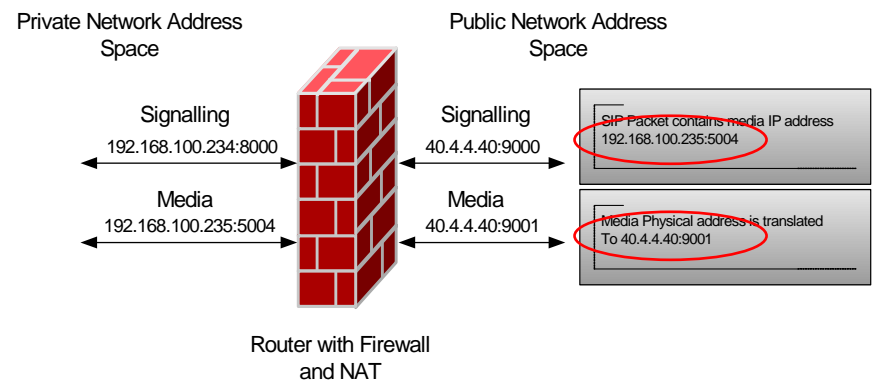 Private Network Address
Space
Public Network Address
Space
Signalling
192.168.100.234:8000
Signalling
40.4.4.40:9000
SIP Packet contains media IP address
192.168.100.235:5004
Media
192.168.100.235:5004
Media
40.4.4.40:9001
Media Physical address is translated
To 40.4.4.40:9001
Router with Firewall
and NAT